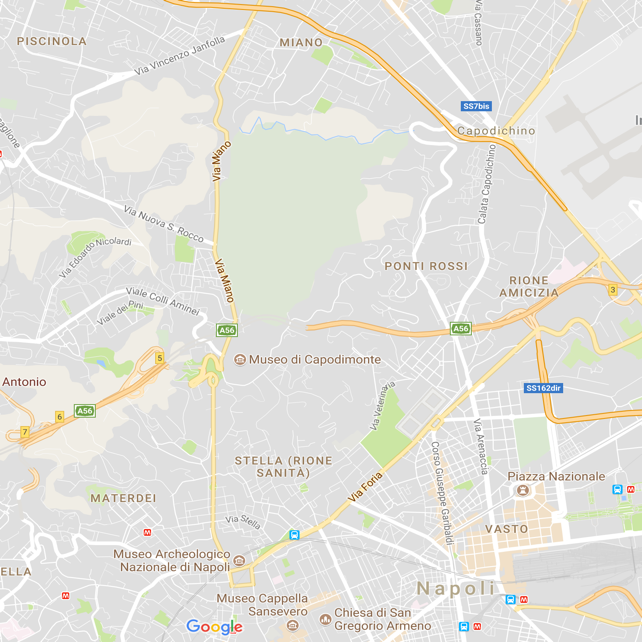 PISCINOLA
MIANO
Via Cassano
Via Vincenzo Janfolla
SS7bis
Capodichino
Via Miano
Calata Capodichino
Via Nuova S. Rocco
Via Edoardo Nicolardi
Via Miano
PONTI ROSSI
RIONE
AMICIZIA
Viale Colli Aminei
Viale dei Pini
3
A56
A56
5
Museo di Capodimonte
Antonio
SS162dir
A56
6
7
Via Veterinaria
Via Arenaccia
Corso Giuseppe Garibaldi
STELLA (RIONE
SANITÀ)
Via Foria
Piazza Nazionale
MATERDEI
M
M
Via Stella
VASTO
Museo Archeologico
Nazionale di Napoli
ELLA
Napoli
M
M
Museo Cappella
Sansevero
Chiesa di San
Gregorio Armeno
M
Google